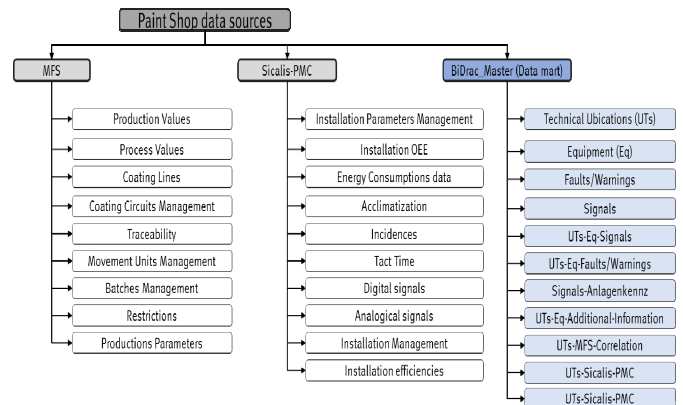 Paint Shop data sources
MFS
Sicalis-PMC
BiDrac_Master (Data mart)
Production Values
Process Values
Coating Lines
Coating Circuits Management
Traceability
Movement Units Management
Batches Management
Restrictions
Productions Parameters
Installation Parameters Management
Installation OEE
Energy Consumptions data
Acclimatization
Incidences
Tact Time
Digital signals
Analogical signals
Installation Management
Installation efficiencies
Technical Ubications (UTs)
Equipment (Eq)
Faults/Warnings
Signals
UTs-Eq-Signals
UTs-Eq-Faults/Warnings
Signals-Anlagenkennz
UTs-Eq-Additional-Information
UTs-MFS-Correlation
UTs-Sicalis-PMC
UTs-Sicalis-PMC